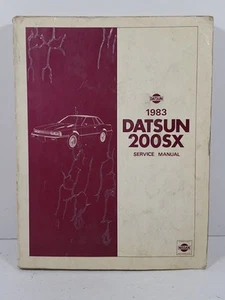 1983
DATSUN
200SX
SERVICE MANUAL